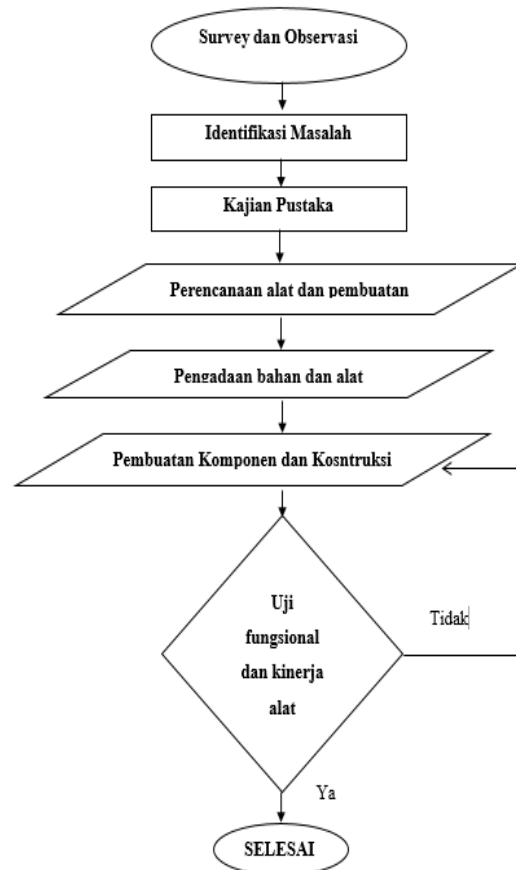 Survey dan Observasi
Identifikasi Masalah
Kajian Pustaka
Perencanaan alat dan pembuatan
Pengadaan bahan dan alat
Pembuatan Komponen dan Kosntruksi
Uji
fungsional
dan kinerja
alat
Tidak
Ya
SELESAI